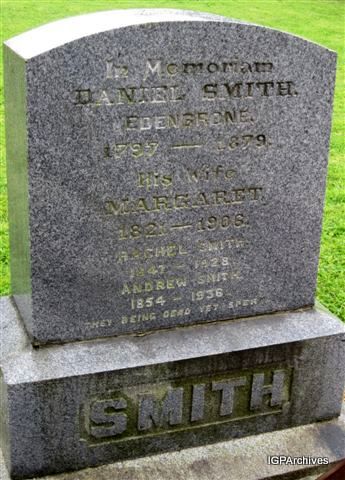 In Memoriam
DANIEL SMITH.
EDENGRONE.
1797 — 1879.
His Wife
MARGARET
1821 — 1906.
RACHEL SMITH
1847 - 1928.
ANDREW SMITH
1854 - 1936
THEY BEING DEAD YET SPEAK
SMITH
IGPArchives